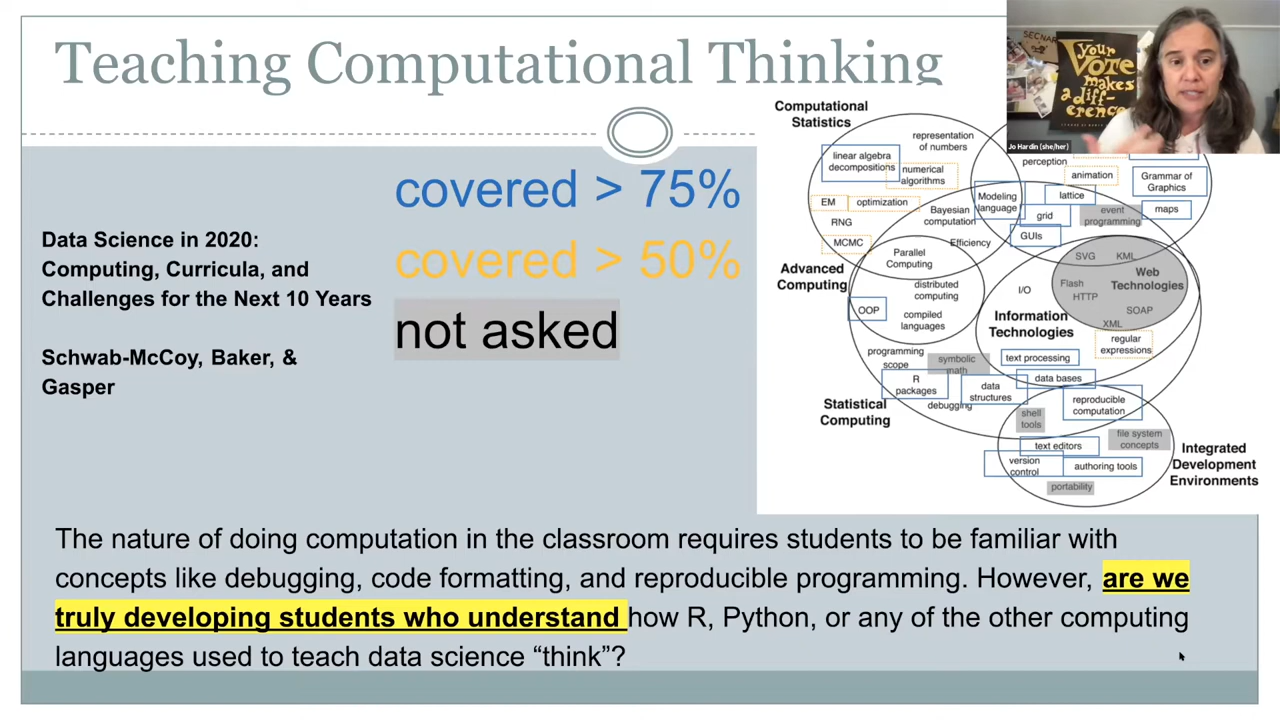 Teaching Computational Thinking
SECNAR
Your
VOTE
makes
a diff-
erence
Jo Hardin (she/her)
covered > 75%
covered > 50%
not asked
Data Science in 2020:
Computing, Curricula, and
Challenges for the Next 10 Years
Schwab-McCoy, Baker, &
Gasper
Computational
Statistics
representation
of numbers
linear algebra
decompositions
numerical
algorithms
EM
optimization
RNG
MCMC
Bayesian
computation
Efficiency
Modeling
language
perception
animation
lattice
grid
GUIs
event
programming
Grammar of
Graphics
maps
Advanced
Computing
Parallel
Computing
distributed
computing
OOP
compiled
languages
I/O
Information
Technologies
SVG
KML
Web
Technologies
Flash
HTTP
SOAP
XML
regular
expressions
text processing
data bases
programming
scope
symbolic
math
R
packages
data
structures
debugging
Statistical
Computing
reproducible
computation
shell
tools
file system
concepts
text editors
version
control
authoring tools
portability
Integrated
Development
Environments
The nature of doing computation in the classroom requires students to be familiar with
concepts like debugging, code formatting, and reproducible programming. However, are we
truly developing students who understand how R, Python, or any of the other computing
languages used to teach data science “think”?